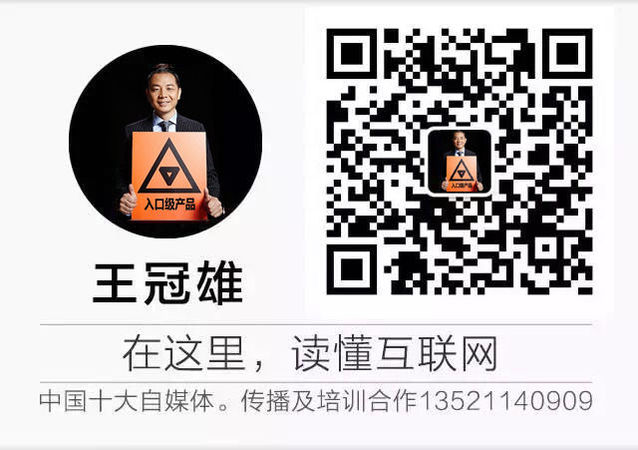 入口级产品
入口级产品
王冠雄
在这里，读懂互联网
中国十大自媒体。传播及培训合作13521140909